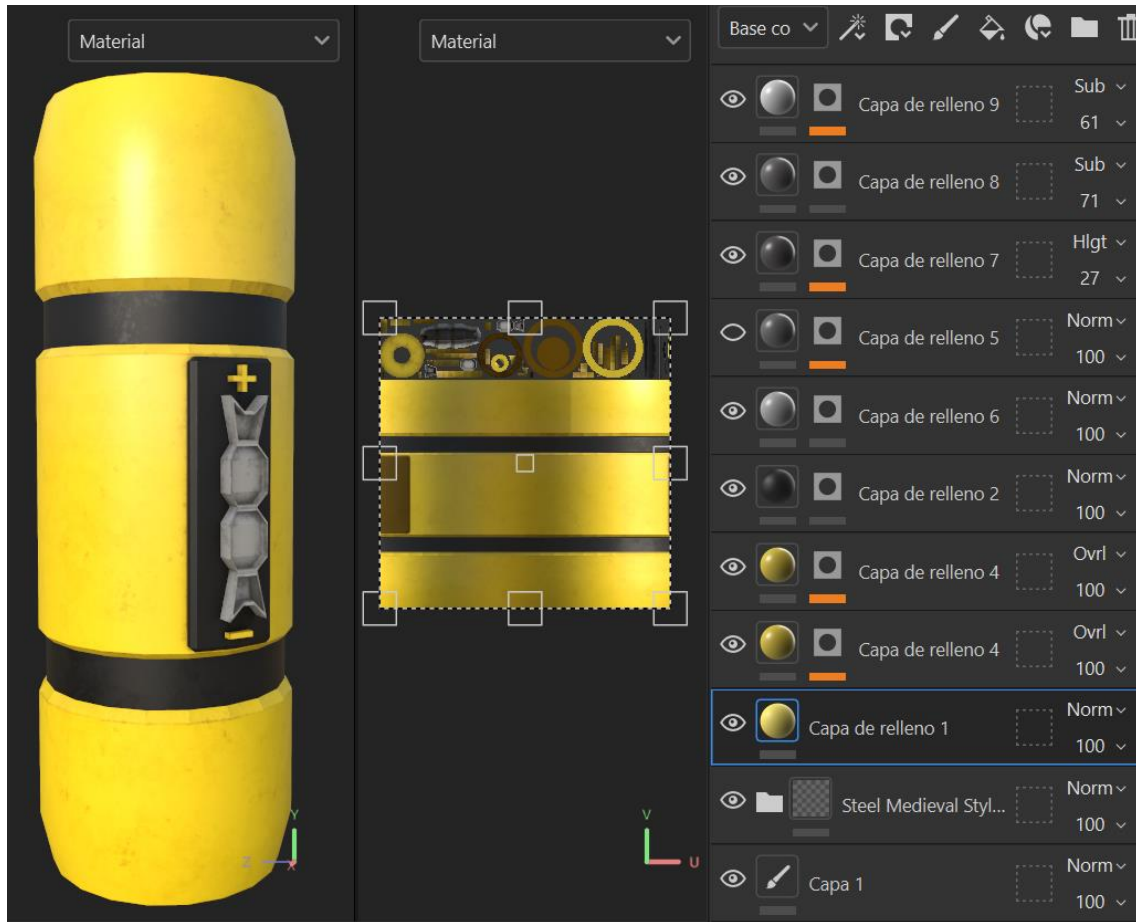 Material
Material
Base co
Capa de relleno 9
Sub
61
Capa de relleno 8
Sub
71
Capa de relleno 7
Hlgt
27
Capa de relleno 5
Norm
100
Capa de relleno 6
Norm
100
Capa de relleno 2
Norm
100
Capa de relleno 4
Ovrl
100
Capa de relleno 4
Ovrl
100
Capa de relleno 1
Norm
100
Steel Medieval Styl...
Norm
100
Capa 1
Norm
100
Y
Z
X
V
U